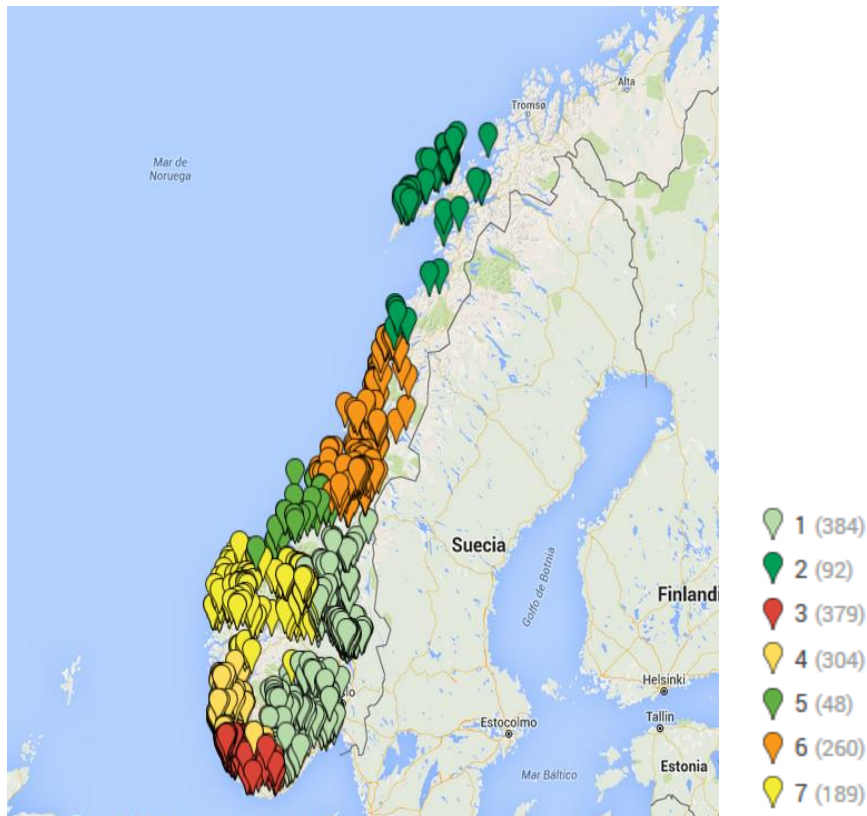 Alta
Tromsø
Mar de
Noruega
Suecia
Golfo de Botnia
Finlandi
Helsinki
Tallin
Estocolmo
Estonia
Mar Báltico
1 (384)
2 (92)
3 (379)
4 (304)
5 (48)
6 (260)
7 (189)